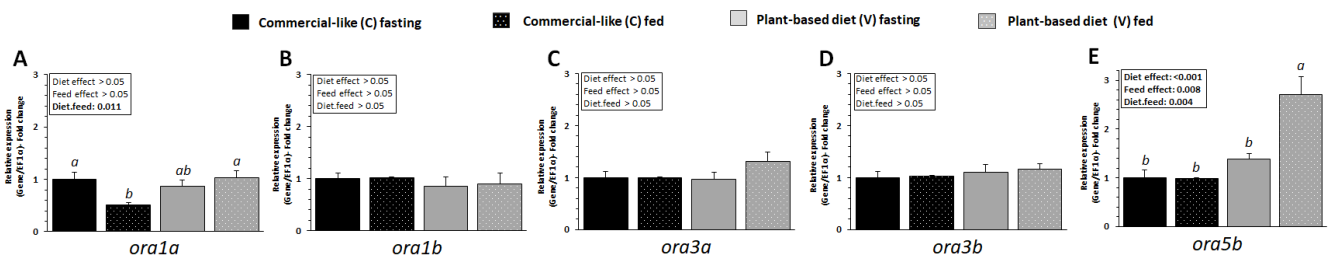 Commercial-like (C) fasting Commercial-like (C) fed Plant-based diet (V) fasting Plant-based diet (V) fed
A
Relative expression
(Gene/EF1α)- Fold change
3
2
1
0
Diet effect > 0.05
Feed effect > 0.05
Diet.feed: 0.011
a b ab a
ora1a
B
Relative expression
(Gene/EF1α)- Fold change
3
2
1
0
Diet effect > 0.05
Feed effect > 0.05
Diet.feed > 0.05
ora1b
C
Relative expression
(Gene/EF1α)- Fold change
3
2
1
0
Diet effect > 0.05
Feed effect > 0.05
Diet.feed > 0.05
ora3a
D
Relative expression
(Gene/EF1α)- Fold change
3
2
1
0
Diet effect > 0.05
Feed effect > 0.05
Diet.feed > 0.05
ora3b
E
Relative expression
(Gene/EF1α)- Fold change
3
2
1
0
Diet effect: <0.001
Feed effect: 0.008
Diet.feed: 0.004
b b b a
ora5b